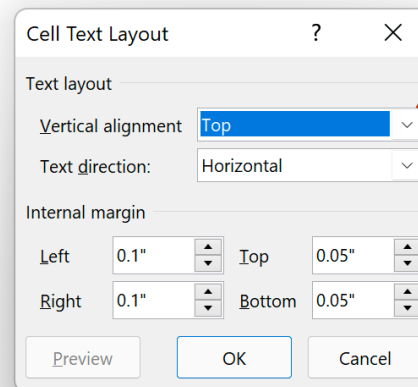 Cell Text Layout ?
Text layout
Vertical alignment Top
Text direction: Horizontal
Internal margin
Left 0.1" Top 0.05"
Right 0.1" Bottom 0.05"
Preview OK Cancel